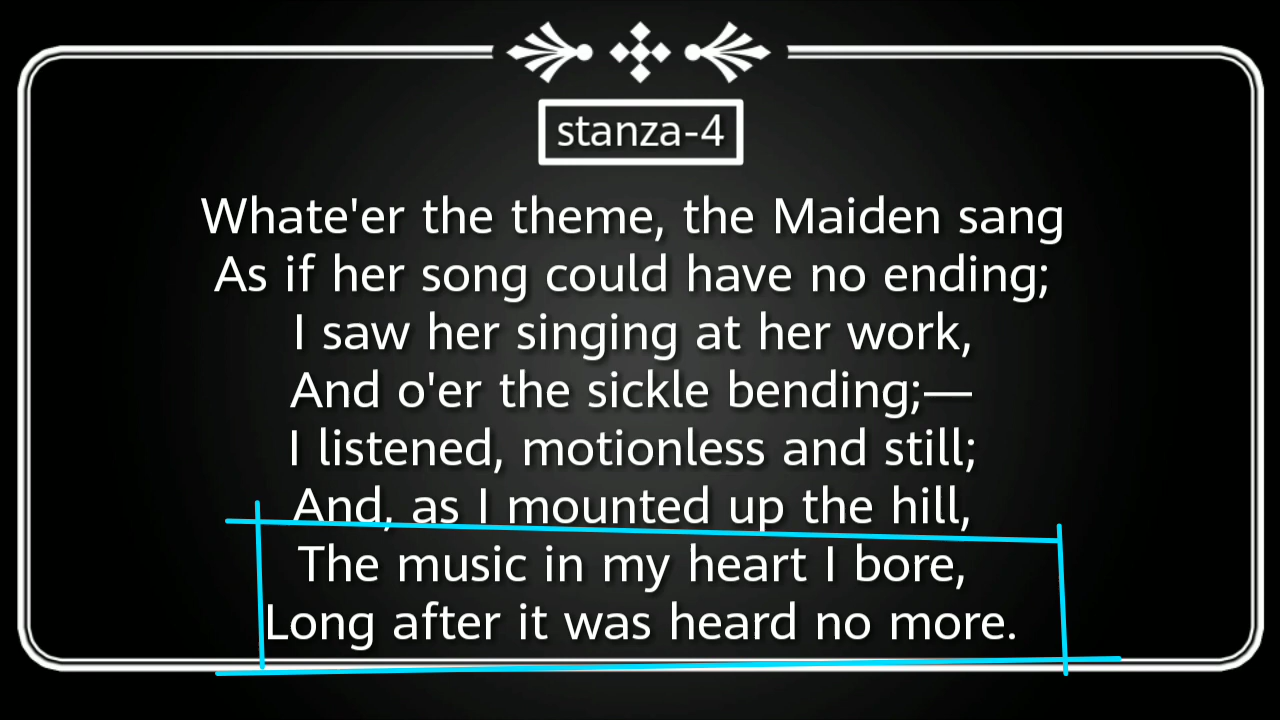 stanza-4
Whate'er the theme, the Maiden sang
As if her song could have no ending;
I saw her singing at her work,
And o'er the sickle bending;—
I listened, motionless and still;
And, as I mounted up the hill,
The music in my heart I bore,
Long after it was heard no more.